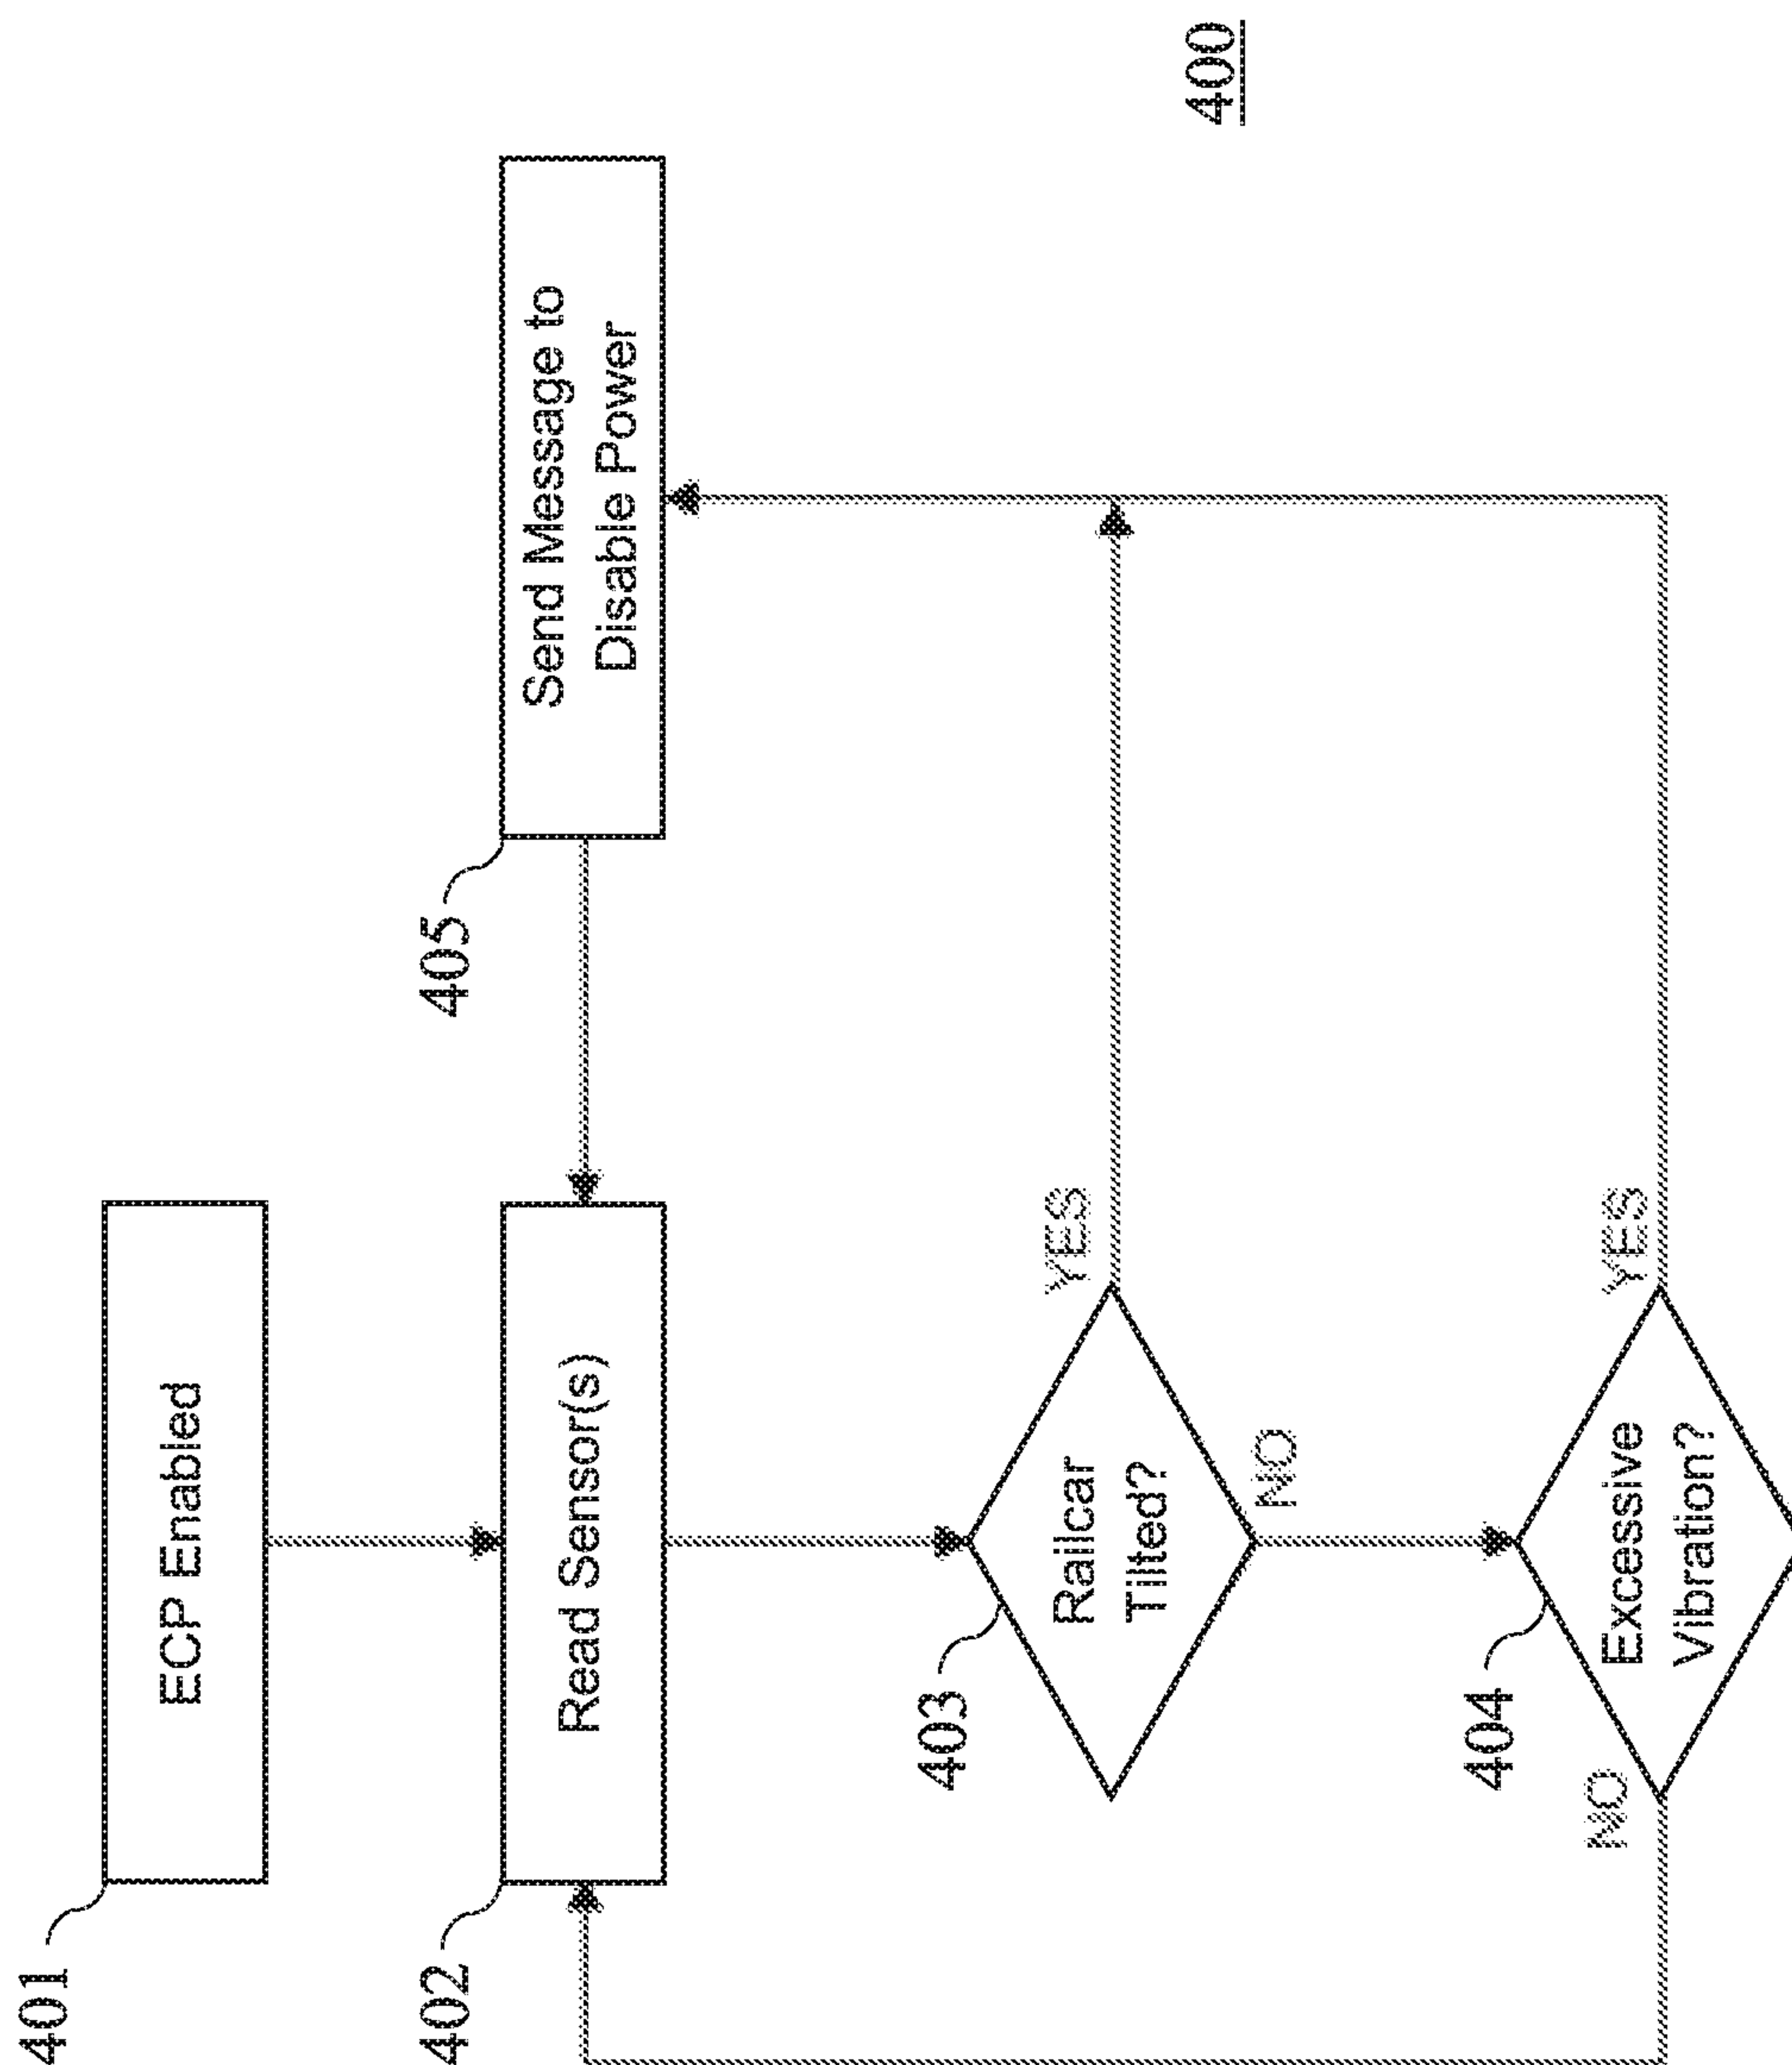 400
401
ECP Enabled
402
Read Sensor(s)
405
Send Message to
Disable Power
403
Railcar
Tilted?
YES
NO
404
Excessive
Vibration?
YES
NO